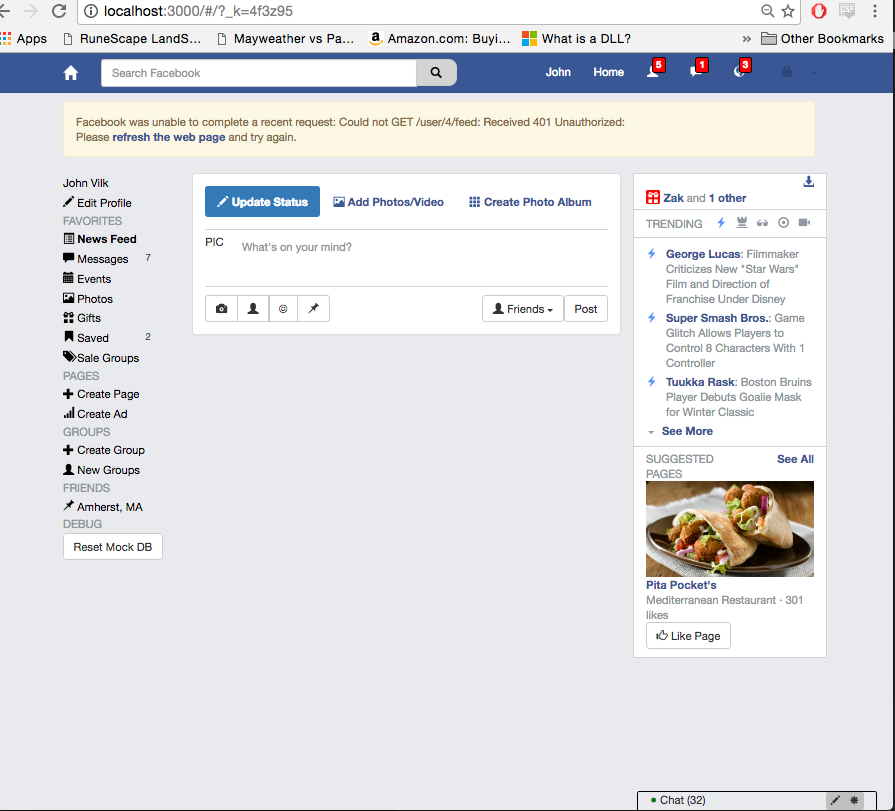 localhost:3000/#/?_k=4f3z95
Apps
RuneScape LandS...
Mayweather vs Pa...
Amazon.com: Buyi...
What is a DLL?
»
Other Bookmarks
Search Facebook
John
Home
5
1
3
Facebook was unable to complete a recent request: Could not GET /user/4/feed: Received 401 Unauthorized:
Please refresh the web page and try again.
John Vilk
Edit Profile
FAVORITES
News Feed
Messages 7
Events
Photos
Gifts
Saved 2
Sale Groups
PAGES
Create Page
Create Ad
GROUPS
Create Group
New Groups
FRIENDS
Amherst, MA
DEBUG
Reset Mock DB
Update Status
Add Photos/Video
Create Photo Album
PIC
What's on your mind?
Friends
Post
Zak and 1 other
TRENDING
George Lucas: Filmmaker
Criticizes New "Star Wars"
Film and Direction of
Franchise Under Disney
Super Smash Bros.: Game
Glitch Allows Players to
Control 8 Characters With 1
Controller
Tuukka Rask: Boston Bruins
Player Debuts Goalie Mask
for Winter Classic
See More
SUGGESTED
PAGES
See All
Pita Pocket's
Mediterranean Restaurant · 301
likes
Like Page
Chat (32)